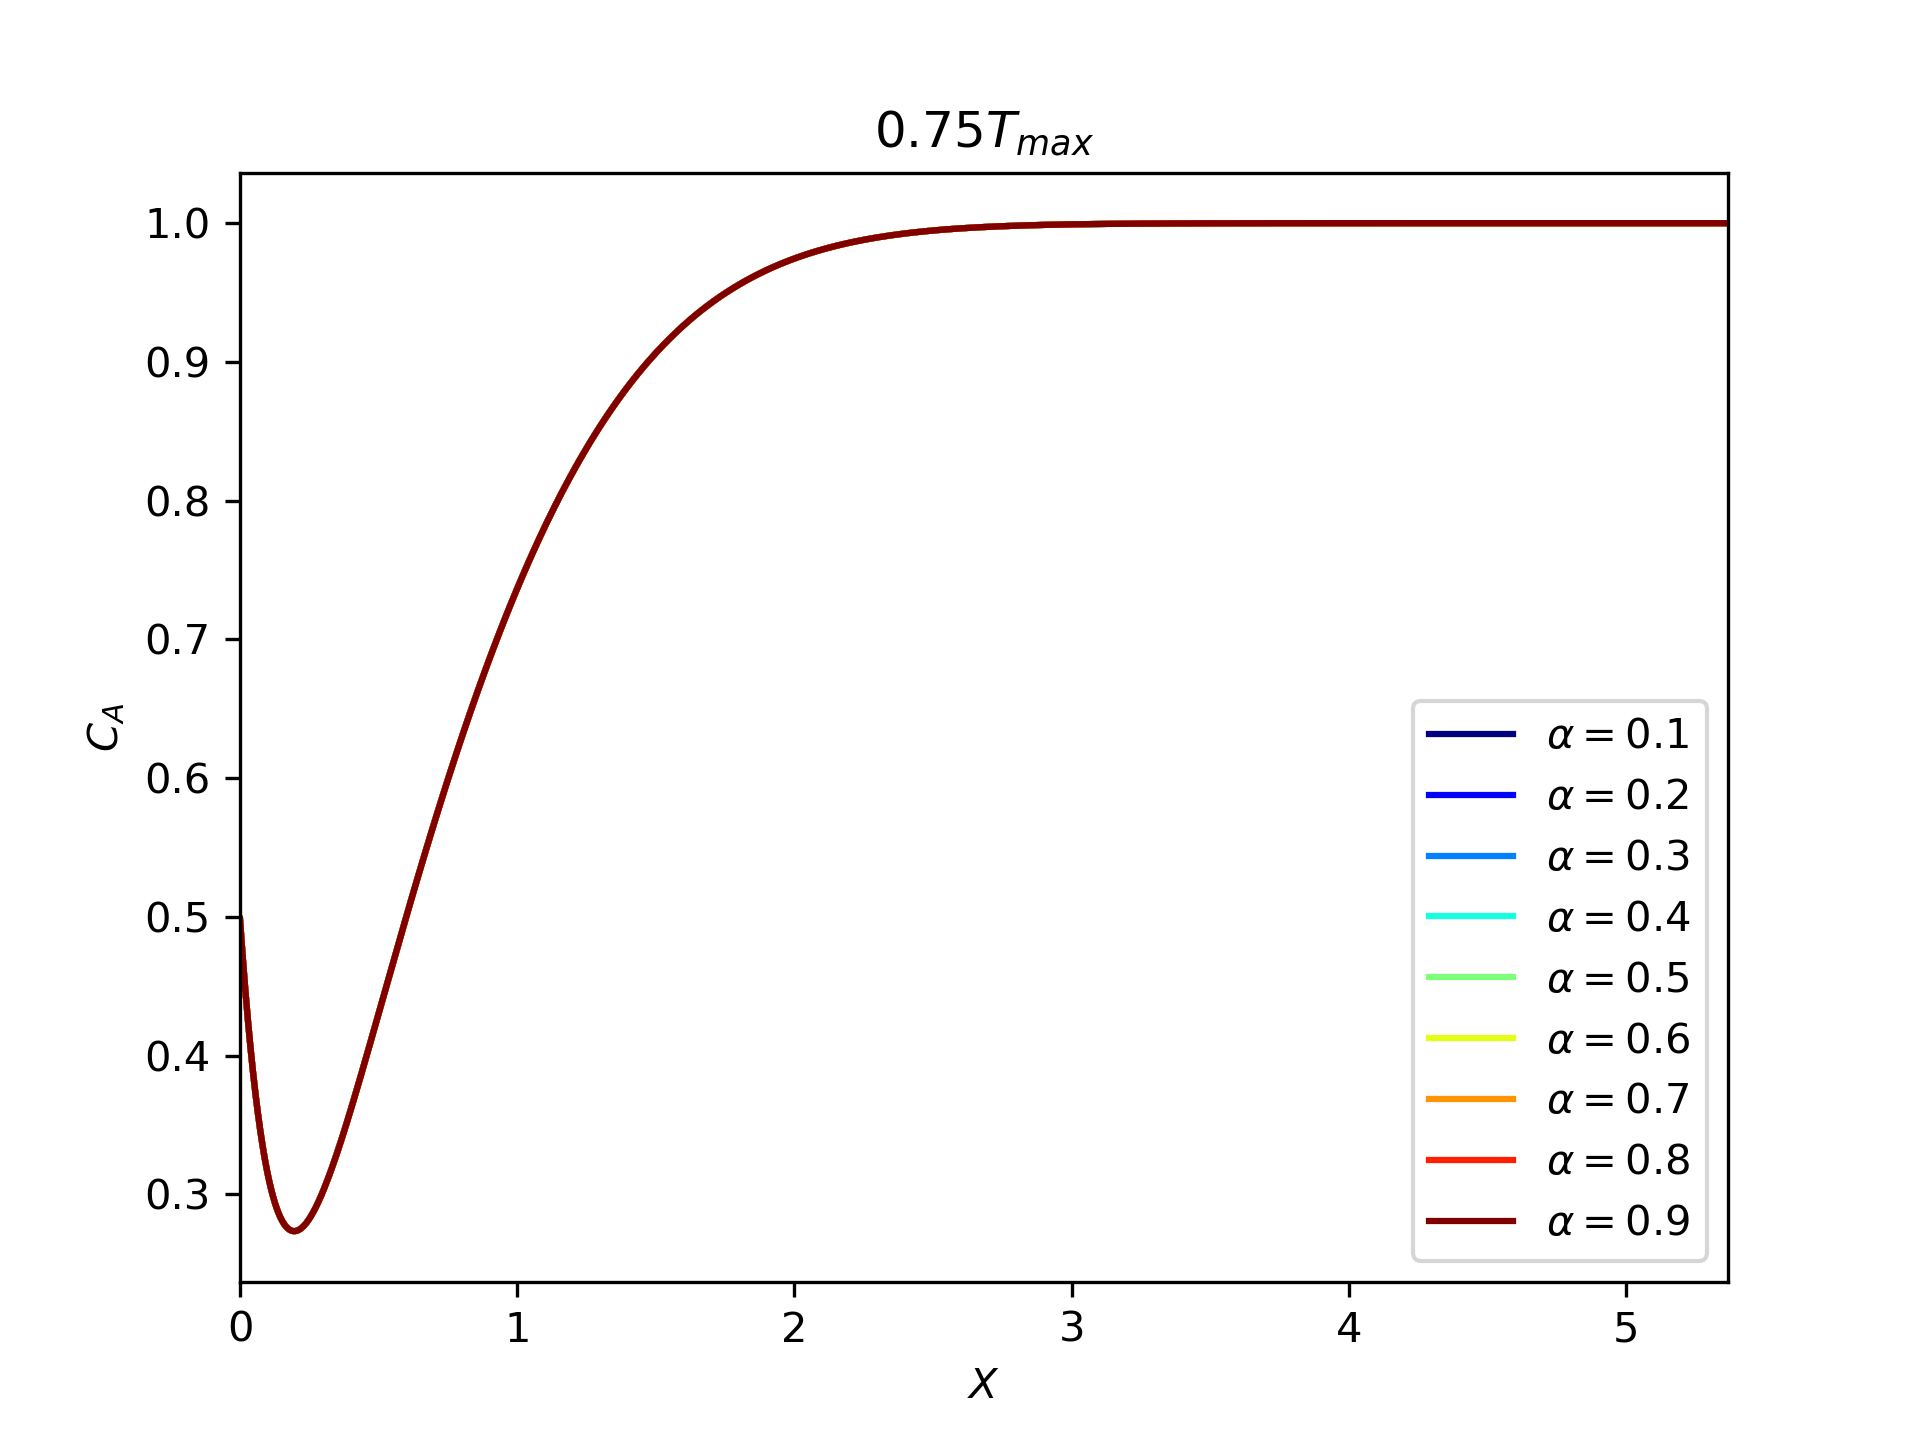 0.75T_max
1.0
0.9
0.8
0.7
0.6
0.5
0.4
0.3
C_A
α = 0.1
α = 0.2
α = 0.3
α = 0.4
α = 0.5
α = 0.6
α = 0.7
α = 0.8
α = 0.9
0 1 2 3 4 5
X